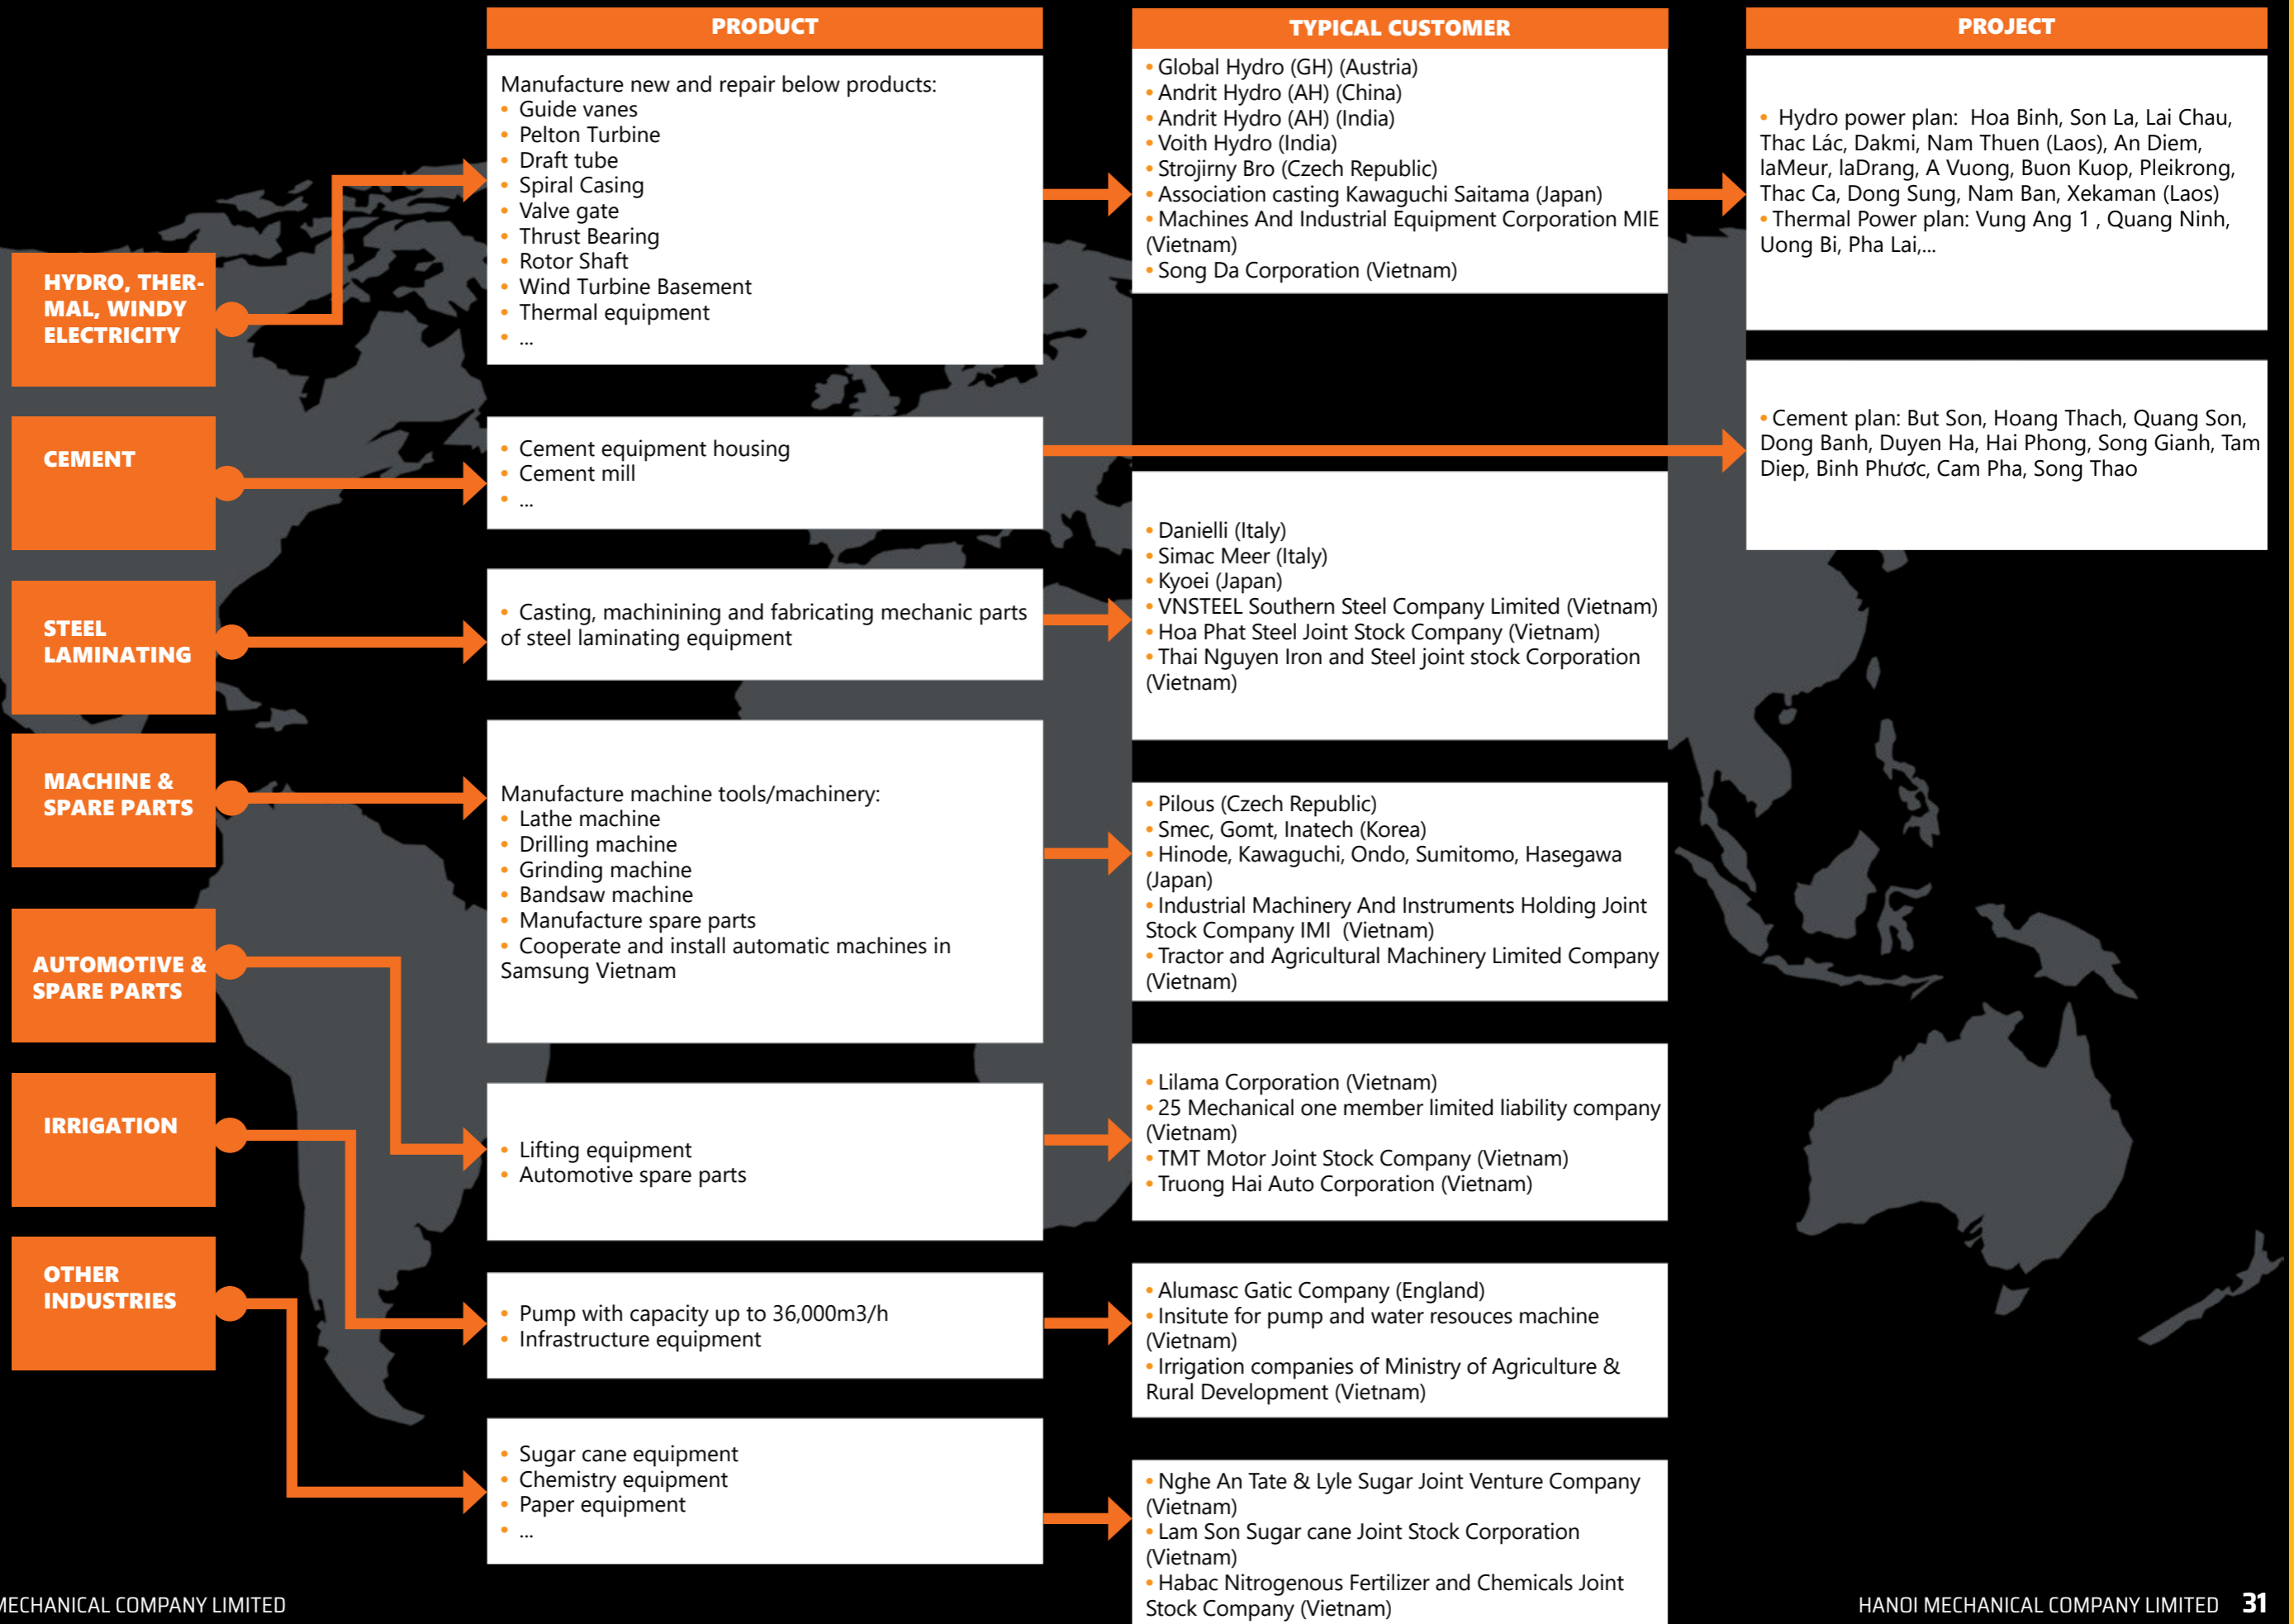 PRODUCT
TYPICAL CUSTOMER
PROJECT
HYDRO, THER-
MAL, WINDY
ELECTRICITY
Manufacture new and repair below products:
• Guide vanes
• Pelton Turbine
• Draft tube
• Spiral Casing
• Valve gate
• Thrust Bearing
• Rotor Shaft
• Wind Turbine Basement
• Thermal equipment
• ...
• Global Hydro (GH) (Austria)
• Andrit Hydro (AH) (China)
• Andrit Hydro (AH) (India)
• Voith Hydro (India)
• Strojirny Bro (Czech Republic)
• Association casting Kawaguchi Saitama (Japan)
• Machines And Industrial Equipment Corporation MIE
(Vietnam)
• Song Da Corporation (Vietnam)
• Hydro power plan: Hoa Binh, Son La, Lai Chau,
Thac Lác, Dakmi, Nam Thuen (Laos), An Diem,
laMeur, laDrang, A Vuong, Buon Kuop, Pleikrong,
Thac Ca, Dong Sung, Nam Ban, Xekaman (Laos)
• Thermal Power plan: Vung Ang 1 , Quang Ninh,
Uong Bi, Pha Lai,...
CEMENT
• Cement equipment housing
• Cement mill
• ...
• Cement plan: But Son, Hoang Thach, Quang Son,
Dong Banh, Duyen Ha, Hai Phong, Song Gianh, Tam
Diep, Binh Phược, Cam Pha, Song Thao
STEEL
LAMINATING
• Casting, machinining and fabricating mechanic parts
of steel laminating equipment
• Danielli (Italy)
• Simac Meer (Italy)
• Kyoei (Japan)
• VNSTEEL Southern Steel Company Limited (Vietnam)
• Hoa Phat Steel Joint Stock Company (Vietnam)
• Thai Nguyen Iron and Steel joint stock Corporation
(Vietnam)
MACHINE &
SPARE PARTS
Manufacture machine tools/machinery:
• Lathe machine
• Drilling machine
• Grinding machine
• Bandsaw machine
• Manufacture spare parts
• Cooperate and install automatic machines in
Samsung Vietnam
• Pilous (Czech Republic)
• Smec, Gomt, Inatech (Korea)
• Hinode, Kawaguchi, Ondo, Sumitomo, Hasegawa
(Japan)
• Industrial Machinery And Instruments Holding Joint
Stock Company IMI (Vietnam)
• Tractor and Agricultural Machinery Limited Company
(Vietnam)
AUTOMOTIVE &
SPARE PARTS
• Lifting equipment
• Automotive spare parts
• Lilama Corporation (Vietnam)
• 25 Mechanical one member limited liability company
(Vietnam)
• TMT Motor Joint Stock Company (Vietnam)
• Truong Hai Auto Corporation (Vietnam)
IRRIGATION
• Pump with capacity up to 36,000m3/h
• Infrastructure equipment
• Alumasc Gatic Company (England)
• Insitute for pump and water resouces machine
(Vietnam)
• Irrigation companies of Ministry of Agriculture &
Rural Development (Vietnam)
OTHER
INDUSTRIES
• Sugar cane equipment
• Chemistry equipment
• Paper equipment
• ...
• Nghe An Tate & Lyle Sugar Joint Venture Company
(Vietnam)
• Lam Son Sugar cane Joint Stock Corporation
(Vietnam)
• Habac Nitrogenous Fertilizer and Chemicals Joint
Stock Company (Vietnam)
MECHANICAL COMPANY LIMITED
HANOI MECHANICAL COMPANY LIMITED 31